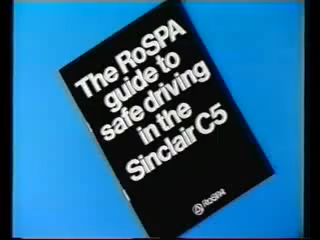 The RoSPA
guide to
safe driving
in the
Sinclair C5
RoSPA